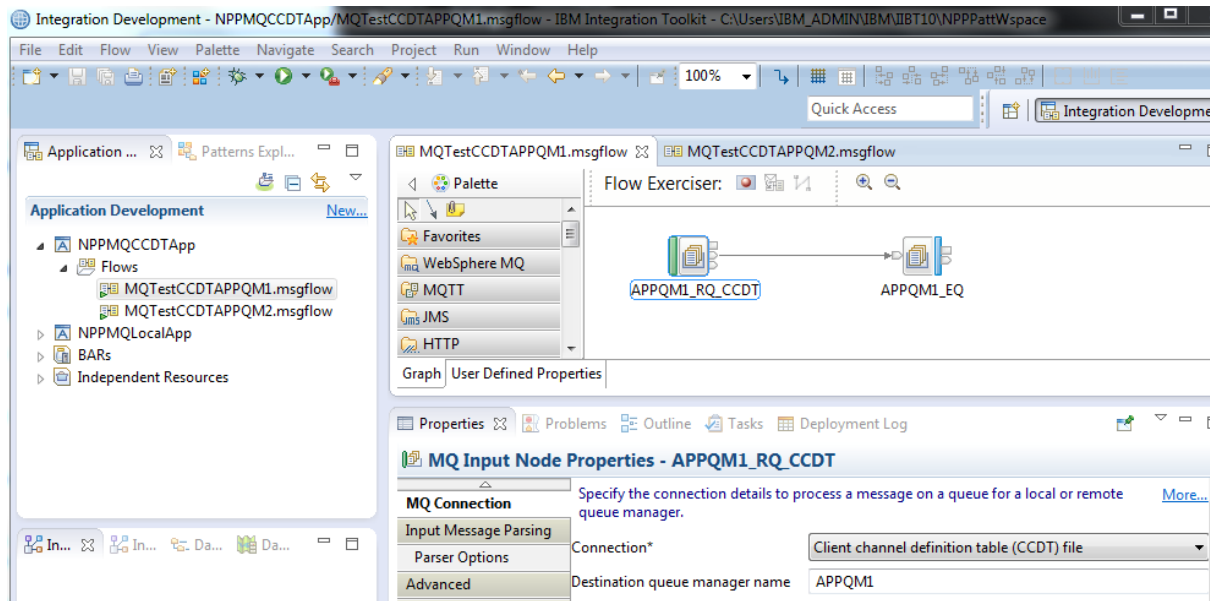 Integration Development - NPPMQCCDTApp/MQTestCCDTAPPQM1.msgflow - IBM Integration Toolkit - C:\Users\IBM_ADMIN\IBM\IIBT10\NPPPattWspace
File Edit Flow View Palette Navigate Search Project Run Window Help
100%
Quick Access
Integration Developme
Application ... Patterns Expl...
MQTestCCDTAPPQM1.msgflow MQTestCCDTAPPQM2.msgflow
Palette
Flow Exerciser:
Application Development New...
NPPMQCCDTApp
Flows
MQTestCCDTAPPQM1.msgflow
MQTestCCDTAPPQM2.msgflow
NPPMQLocalApp
BARs
Independent Resources
Favorites
WebSphere MQ
MQTT
JMS
HTTP
APPQM1_RQ_CCDT APPQM1_EQ
Graph User Defined Properties
Properties Problems Outline Tasks Deployment Log
MQ Input Node Properties - APPQM1_RQ_CCDT
MQ Connection
Input Message Parsing
Parser Options
Advanced
Specify the connection details to process a message on a queue for a local or remote
queue manager.
More...
Connection* Client channel definition table (CCDT) file
Destination queue manager name APPQM1
In... In... Da... Da...